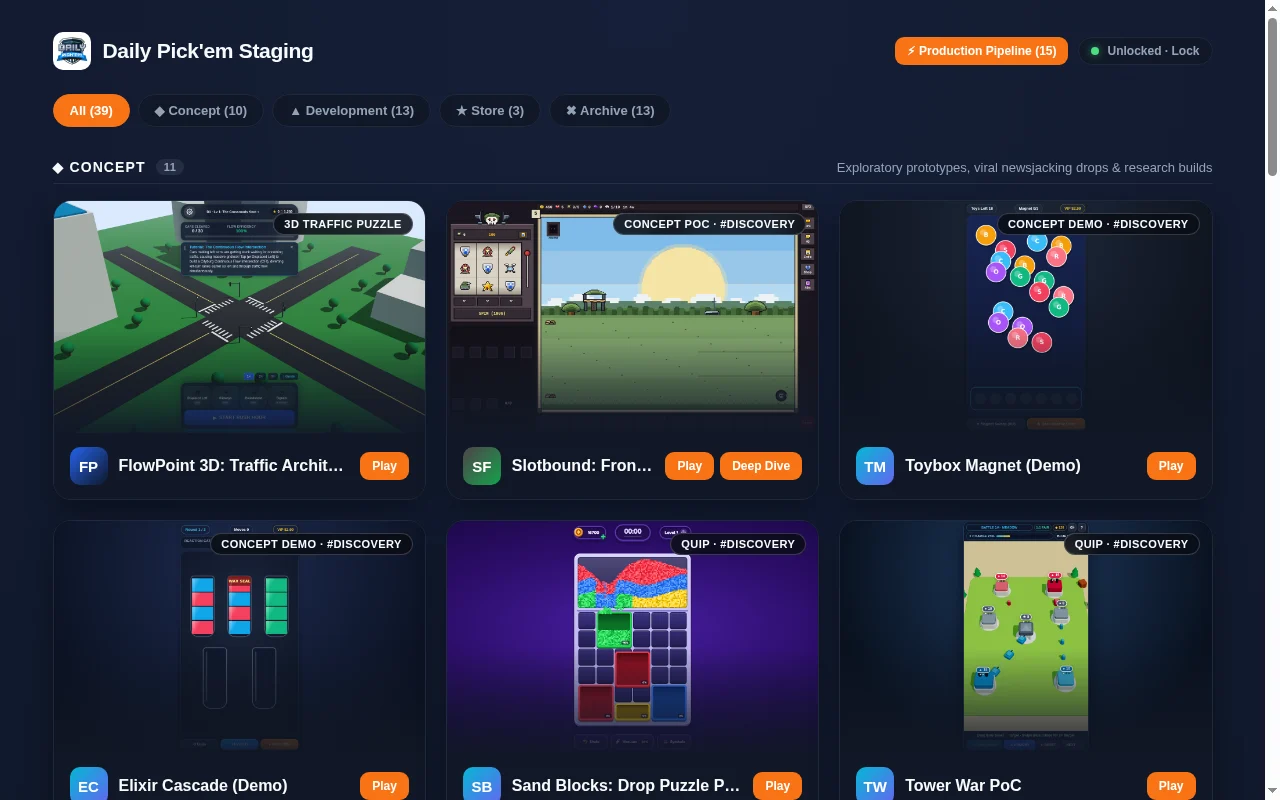 Daily Pick'em Staging
⚡ Production Pipeline (15)
Unlocked · Lock
All (39)
◆ Concept (10)
▲ Development (13)
★ Store (3)
✖ Archive (13)
◆ CONCEPT 11
Exploratory prototypes, viral newsjacking drops & research builds
3D TRAFFIC PUZZLE
CONCEPT POC · #DISCOVERY
CONCEPT DEMO · #DISCOVERY
FP FlowPoint 3D: Traffic Archit… Play
SF Slotbound: Fron… Play Deep Dive
TM Toybox Magnet (Demo) Play
CONCEPT DEMO · #DISCOVERY
QUIP · #DISCOVERY
QUIP · #DISCOVERY
00:00
EC Elixir Cascade (Demo) Play
SB Sand Blocks: Drop Puzzle P… Play
TW Tower War PoC Play